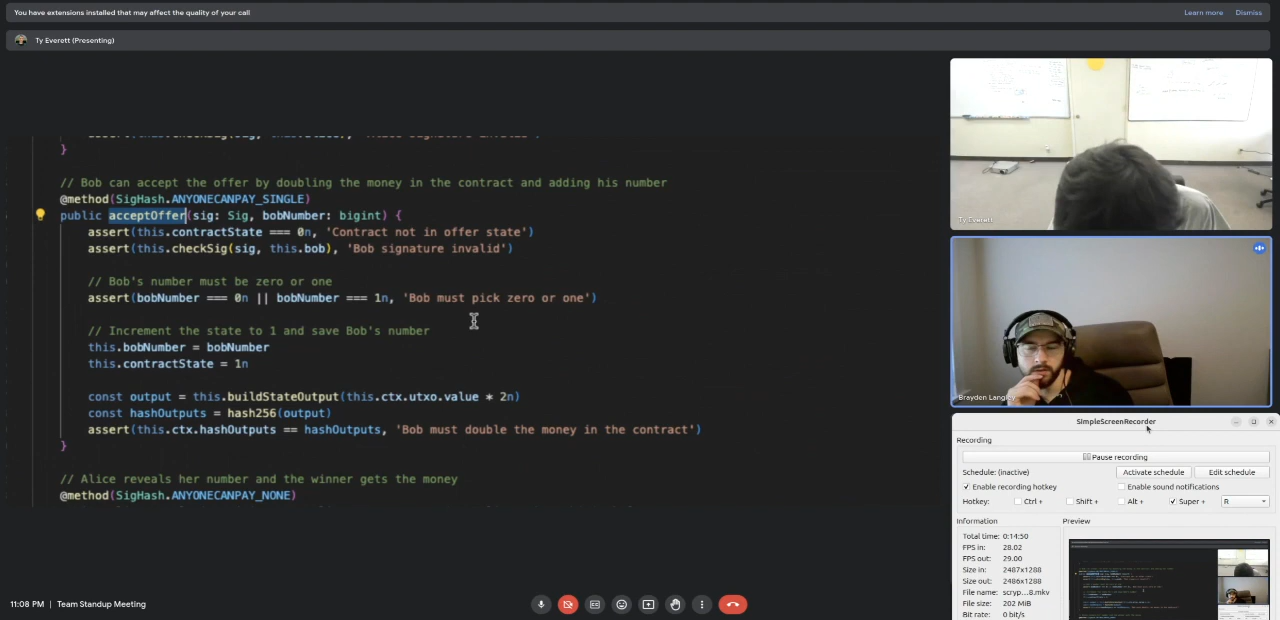 You have extensions installed that may affect the quality of your call.
Learn more
Dismiss
Ty Everett (Presenting)
}
// Bob can accept the offer by doubling the money in the contract and adding his number
@method(SigHash.ANYONECANPAY_SINGLE)
public acceptOffer(sig: Sig, bobNumber: bigint) {
assert(this.contractState === 0n, 'Contract not in offer state')
assert(this.checkSig(sig, this.bob), 'Bob signature invalid')
// Bob's number must be zero or one
assert(bobNumber === 0n || bobNumber === 1n, 'Bob must pick zero or one')
// Increment the state to 1 and save Bob's number
this.bobNumber = bobNumber
this.contractState = 1n
const output = this.buildStateOutput(this.ctx.utxo.value * 2n)
const hashOutputs = hash256(output)
assert(this.ctx.hashOutputs == hashOutputs, 'Bob must double the money in the contract')
}
// Alice reveals her number and the winner gets the money
@method(SigHash.ANYONECANPAY_NONE)
Ty Everett
Brayden Langley
SimpleScreenRecorder
Recording
Pause recording
Schedule: (inactive)
Activate schedule
Edit schedule
Enable recording hotkey
Enable sound notifications
Hotkey:
Ctrl +
Shift +
Alt +
Super +
R
Information
Preview
Total time: 0:14:50
FPS in: 28.02
FPS out: 29.00
Size in: 2487x1288
Size out: 2486x1288
File name: scryp...8.mkv
File size: 202 MiB
Bit rate: 0 bit/s
11:08 PM | Team Standup Meeting